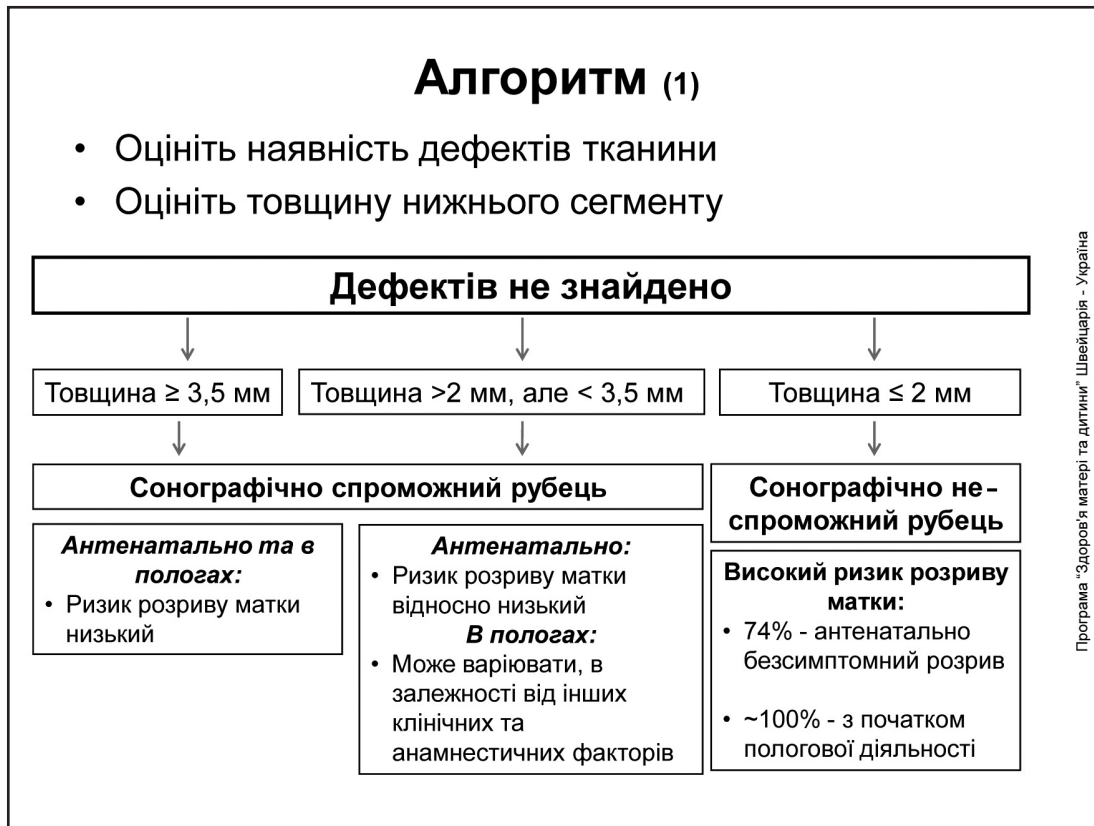 Алгоритм (1)
• Оцініть наявність дефектів тканини
• Оцініть товщину нижнього сегменту
Дефектів не знайдено
Товщина ≥ 3,5 мм
Товщина >2 мм, але < 3,5 мм
Товщина ≤ 2 мм
Сонографічно спроможний рубець
Сонографічно не-
спроможний рубець
Антенатально та в
пологах:
• Ризик розриву матки
низький
Антенатально:
• Ризик розриву матки
відносно низький
В пологах:
• Може варіювати, в
залежності від інших
клінічних та
анамнестичних факторів
Високий ризик розриву
матки:
• 74% - антенатально
безсимптомний розрив
• ~100% - з початком
пологової діяльності
Програма "Здоров'я матері та дитини" Швейцарія - Україна